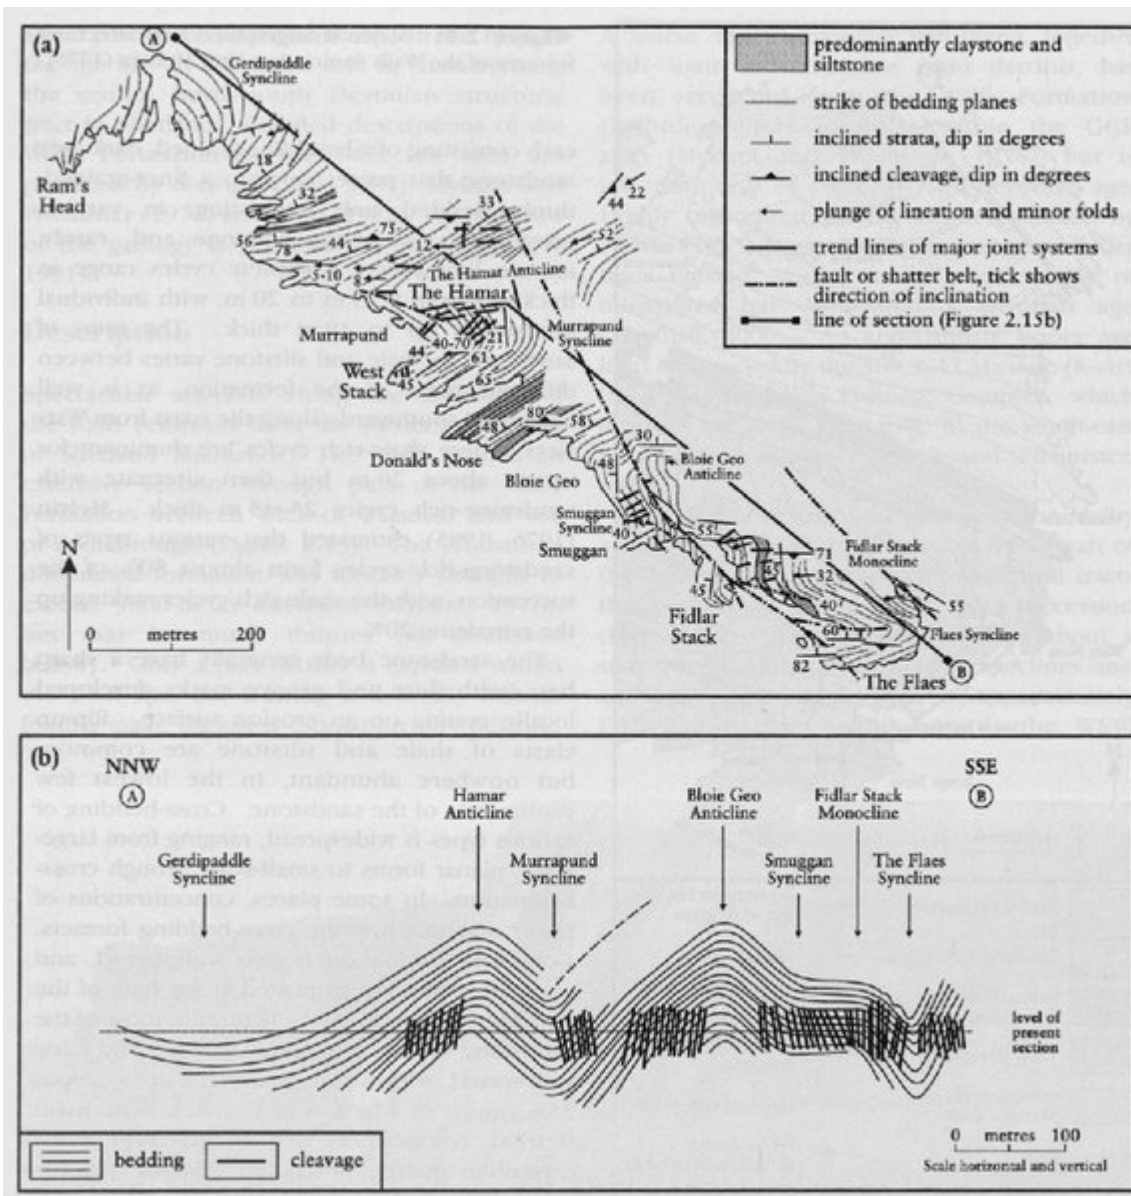 (a)
A
Gerdipaddle
Syncline
Ram's
Head
predominantly claystone and
siltstone
strike of bedding planes
inclined strata, dip in degrees
inclined cleavage, dip in degrees
plunge of lineation and minor folds
trend lines of major joint systems
fault or shatter belt, tick shows
direction of inclination
line of section (Figure 2.15b)
18
52
33
22
44
52
56
78
44
75
12
5-10
8
The Hamar Anticline
The Hamar
Murrapund
40-70
21
44
61
West
Stack
45
65
Murrapund
Syncline
80
58
48
Donald's Nose
Bloie Geo
30
48
Bloie Geo
Anticline
Smuggan
Syncline
40
Smuggan
55
71
Fidlar Stack
Monocline
45
32
40
55
Fidlar
Stack
60
Flaes Syncline
82
The Flaes
B
N
0 metres 200
(b)
NNW
A
SSE
B
Hamar
Anticline
Bloie Geo
Anticline
Fidlar Stack
Monocline
Gerdipaddle
Syncline
Murrapund
Syncline
Smuggan
Syncline
The Flaes
Syncline
level of
present
section
bedding
cleavage
0 metres 100
Scale horizontal and vertical